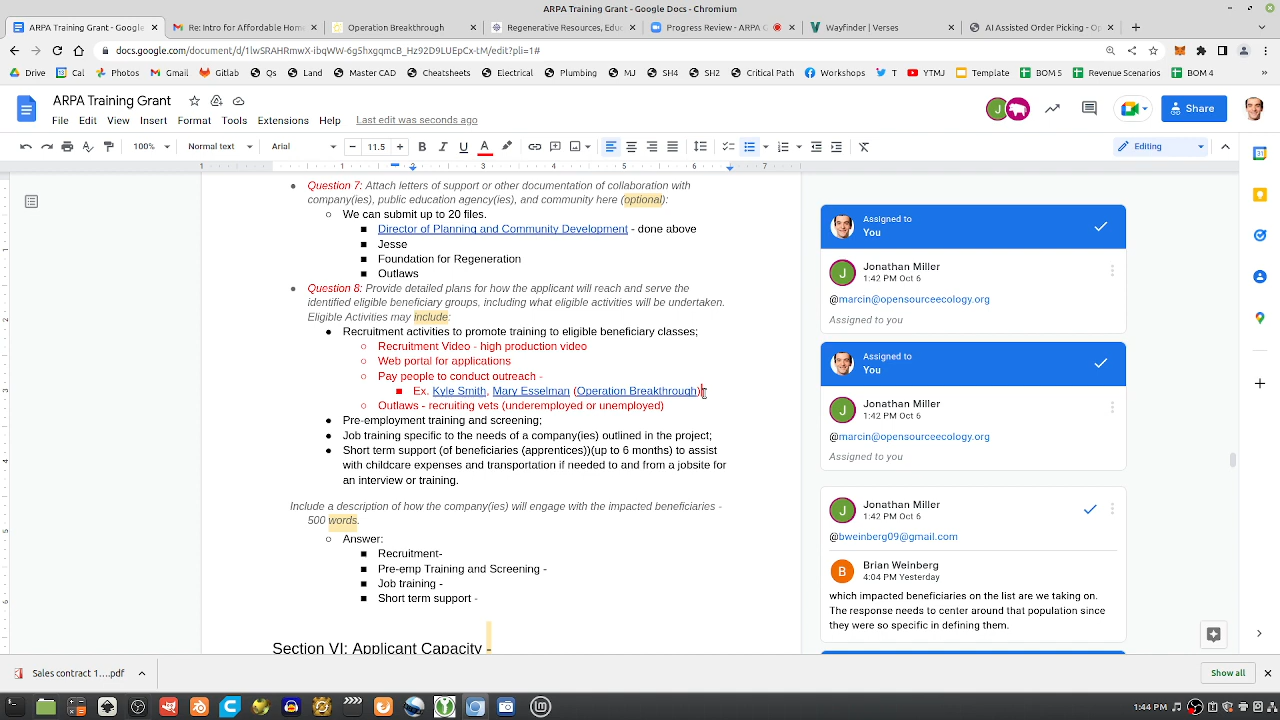 ARPA Training Grant - Google Docs - Chromium
ARPA Training Grant - Google Docs
Re: Intro for Affordable Home
Operation Breakthrough
Regenerative Resources, Educ
Progress Review - ARPA G
Wayfinder | Verses
AI Assisted Order Picking - Op
docs.google.com/document/d/1lwSRAHRmwX-ibqWW-6g5hxgqmcB_Hz92D9LUEpCx-tM/edit?pli=1#
Drive
Cal
Photos
Gmail
Gitlab
Qs
Land
Master CAD
Cheatsheets
Electrical
Plumbing
MJ
SH4
SH2
Critical Path
Workshops
T
YTMJ
Template
BOM 5
Revenue Scenarios
BOM 4
ARPA Training Grant
File Edit View Insert Format Tools Extensions Help Last edit was seconds ago
J
Share
100% Normal text Arial 11.5
Editing
1 1 2 3 4 5 6 7
Question 7: Attach letters of support or other documentation of collaboration with
company(ies), public education agency(ies), and community here (optional):
We can submit up to 20 files.
Director of Planning and Community Development - done above
Jesse
Foundation for Regeneration
Outlaws
Question 8: Provide detailed plans for how the applicant will reach and serve the
identified eligible beneficiary groups, including what eligible activities will be undertaken.
Eligible Activities may include:
Recruitment activities to promote training to eligible beneficiary classes;
Recruitment Video - high production video
Web portal for applications
Pay people to conduct outreach -
Ex. Kyle Smith, Mary Esselman (Operation Breakthrough)
Outlaws - recruiting vets (underemployed or unemployed)
Pre-employment training and screening;
Job training specific to the needs of a company(ies) outlined in the project;
Short term support (of beneficiaries (apprentices))(up to 6 months) to assist
with childcare expenses and transportation if needed to and from a jobsite for
an interview or training.
Include a description of how the company(ies) will engage with the impacted beneficiaries -
500 words.
Answer:
Recruitment-
Pre-emp Training and Screening -
Job training -
Short term support -
Section VI: Applicant Capacity -
Assigned to
You
J
Jonathan Miller
1:42 PM Oct 6
@marcin@opensourceecology.org
Assigned to you
Assigned to
You
J
Jonathan Miller
1:42 PM Oct 6
@marcin@opensourceecology.org
Assigned to you
J
Jonathan Miller
1:42 PM Oct 6
@bweinberg09@gmail.com
B
Brian Weinberg
4:04 PM Yesterday
which impacted beneficiaries on the list are we taking on.
The response needs to center around that population since
they were so specific in defining them.
Sales contract 1....pdf
Show all
1:44 PM